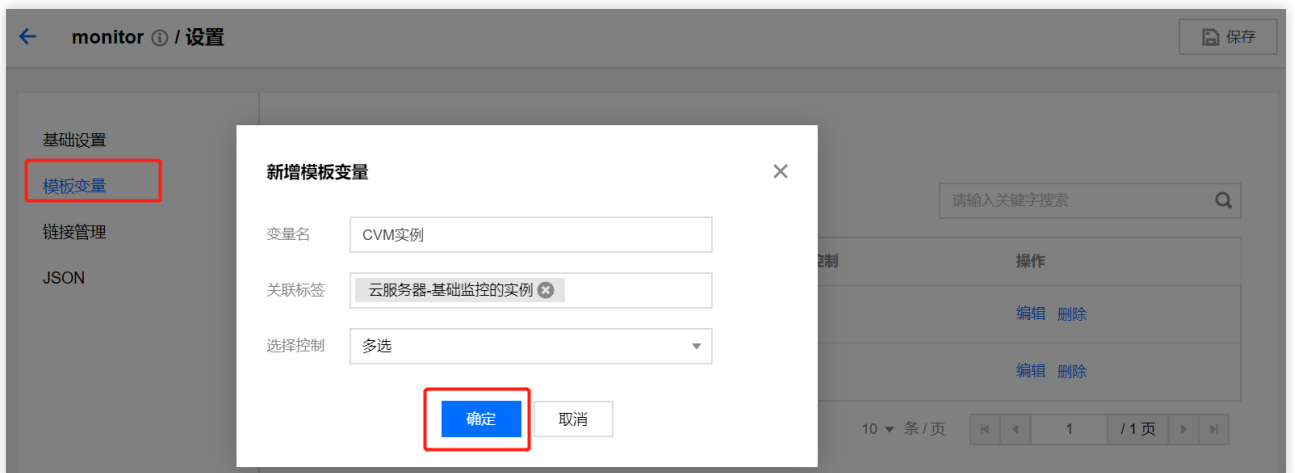 monitor / 设置
保存
基础设置
模板变量
链接管理
JSON
新增模板变量
变量名
CVM实例
关联标签
云服务器-基础监控的实例
选择控制
多选
确定
取消
请输入关键字搜索
控制
操作
编辑 删除
编辑 删除
10 条 / 页
1
/ 1 页